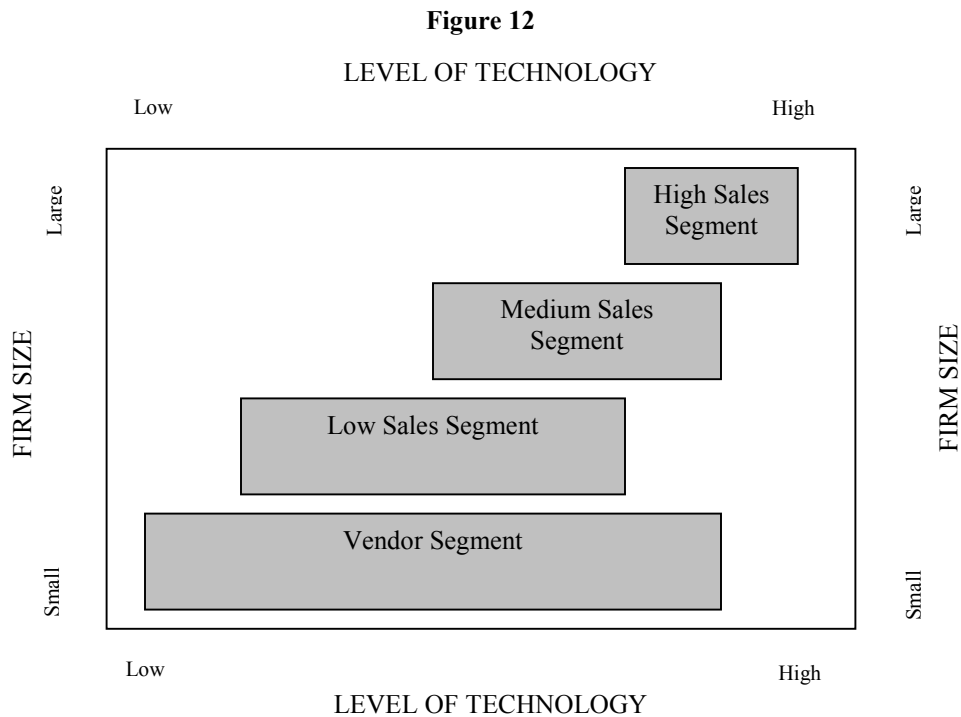 Figure 12
LEVEL OF TECHNOLOGY
Low High
Large
Large
High Sales
Segment
Medium Sales
Segment
FIRM SIZE
FIRM SIZE
Low Sales Segment
Vendor Segment
Small
Small
Low High
LEVEL OF TECHNOLOGY